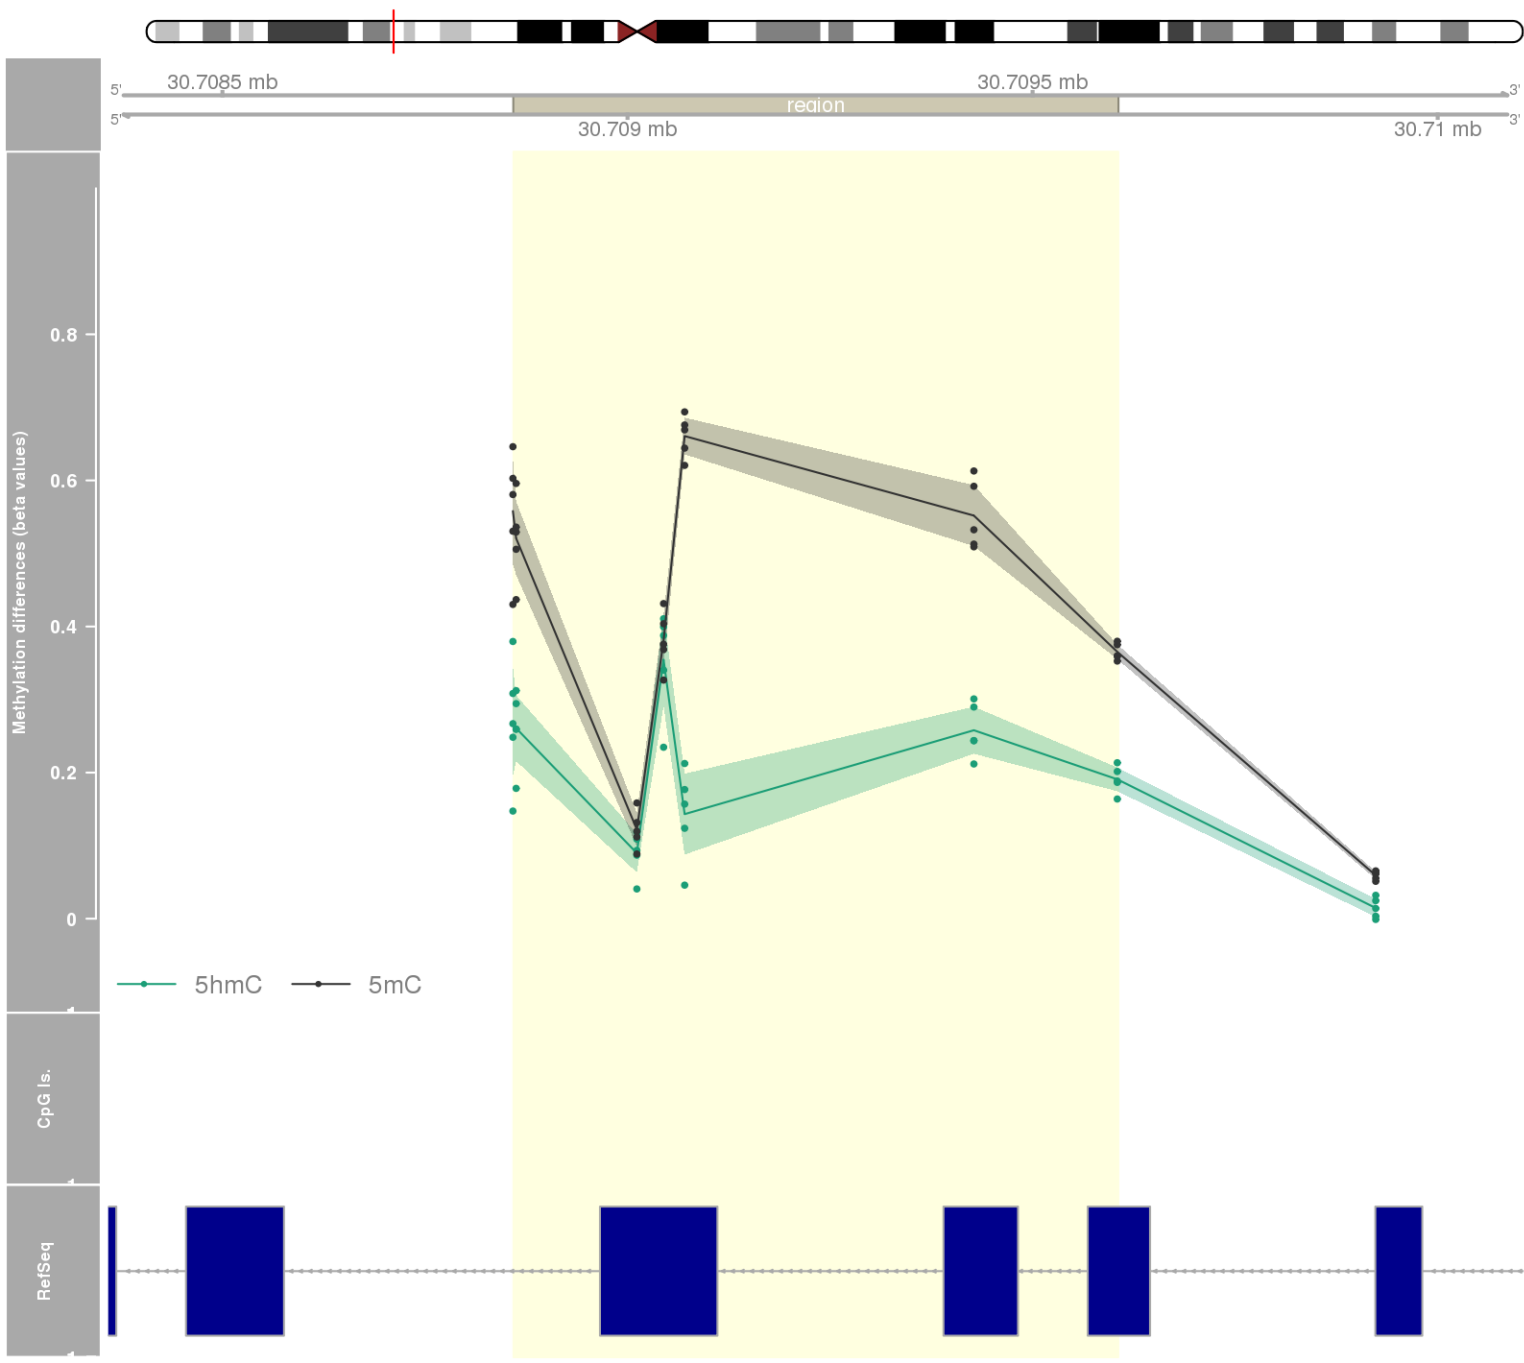 30.7085 mb
30.7095 mb
5'
3'
region
5'
3'
30.709 mb
30.71 mb
Methylation differences (beta values)
0.8
0.6
0.4
0.2
0
5hmC
5mC
CpG Is.
RefSeq